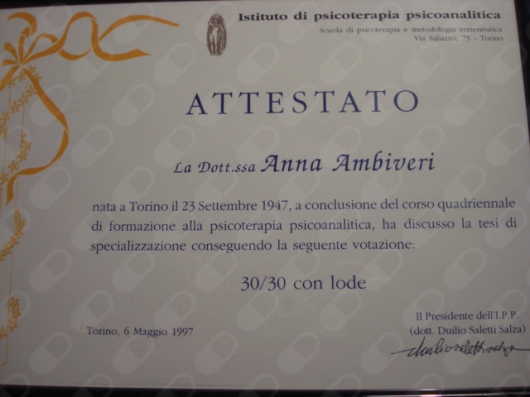 Istituto di psicoterapia psicoanalitica
Scuola di psicoterapia e metodologia ermeneutica
Via Saluzzo, 75 - Torino
ATTESTATO
La Dott.ssa Anna Ambiveri
nata a Torino il 23 Settembre 1947, a conclusione del corso quadriennale
di formazione alla psicoterapia psicoanalitica, ha discusso la tesi di
specializzazione conseguendo la seguente votazione:
30/30 con lode
Il Presidente dell'I.P.P.
Torino, 6 Maggio 1997
(dott. Duilio Saletti Salza)